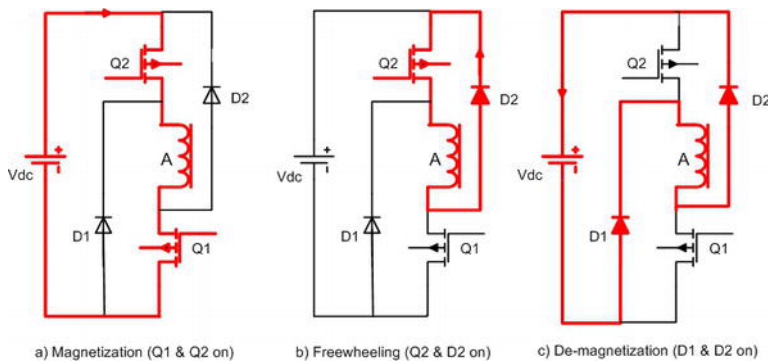 Q2
D2
+
A
Vdc
-
D1
Q1
a) Magnetization (Q1 & Q2 on)
Q2
D2
+
A
Vdc
-
D1
Q1
b) Freewheeling (Q2 & D2 on)
Q2
D2
+
A
Vdc
-
D1
Q1
c) De-magnetization (D1 & D2 on)